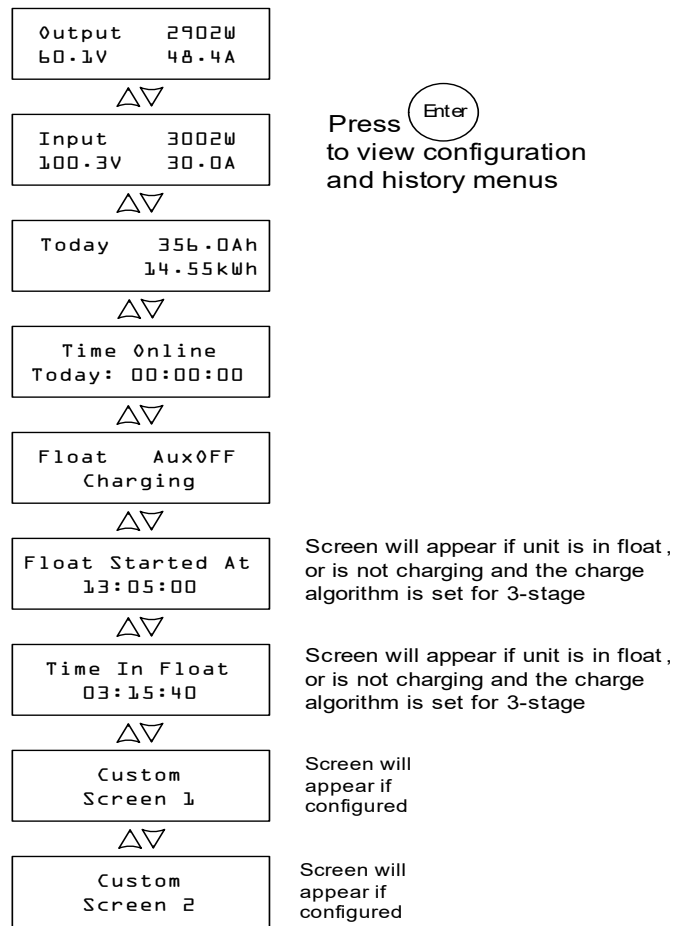 Output 2902W
60.1V 48.4A
Input 3002W
100.3V 30.0A
Press Enter
to view configuration
and history menus
Today 356.0Ah
14.55kWh
Time Online
Today: 00:00:00
Float AuxOFF
Charging
Float Started At
13:05:00
Screen will appear if unit is in float,
or is not charging and the charge
algorithm is set for 3-stage
Time In Float
03:15:40
Screen will appear if unit is in float,
or is not charging and the charge
algorithm is set for 3-stage
Custom
Screen 1
Screen will
appear if
configured
Custom
Screen 2
Screen will
appear if
configured